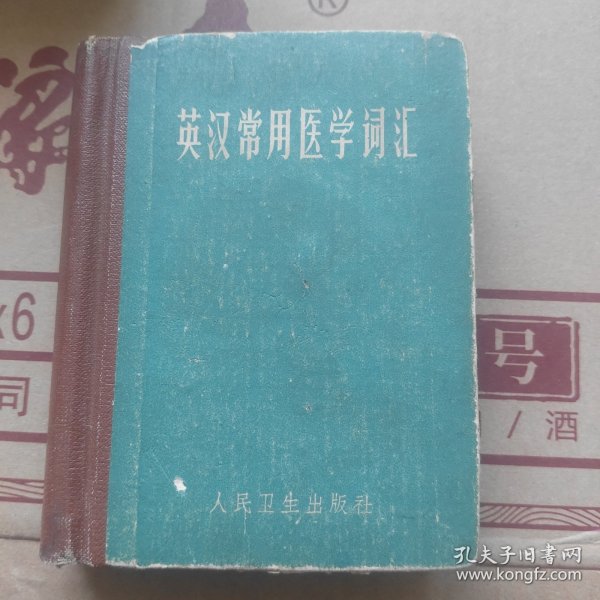 ®
英汉常用医学词汇
x6
号
司
/ 酒
人民卫生出版社
孔夫子旧书网
www.kongfz.com